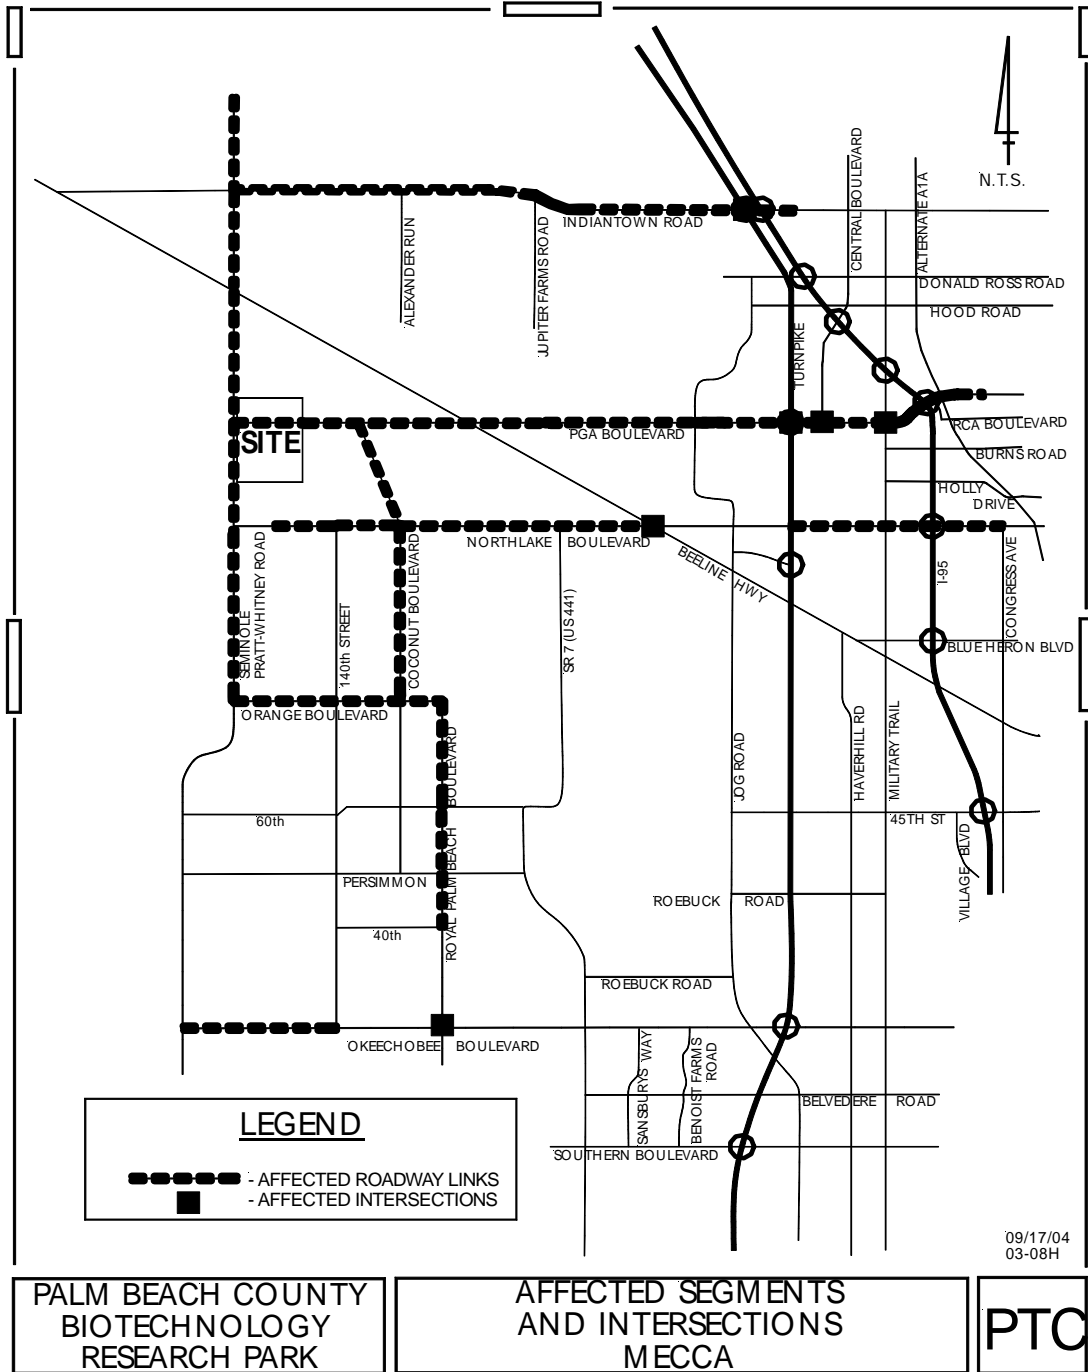 N.T.S.
CENTRAL BOULEVARD
ALTERNATE A1A
INDIANTOWN ROAD
ALEXANDER RUN
JUPITER FARMS ROAD
DONALD ROSS ROAD
HOOD ROAD
TURNPIKE
SITE
PGA BOULEVARD
RCA BOULEVARD
BURNS ROAD
HOLLY
DRIVE
NORTHLAKE BOULEVARD
BEELINE HWY
I-95
CONGRESS AVE
SEMINOLE
PRATT-WHITNEY ROAD
140th STREET
COCONUT BOULEVARD
SR 7 (US 441)
BLUE HERON BLVD
ORANGE BOULEVARD
ROYAL PALM BEACH BOULEVARD
JOG ROAD
HAVERHILL RD
MILITARY TRAIL
60th
45TH ST
VILLAGE BLVD
PERSIMMON
ROEBUCK ROAD
40th
ROEBUCK ROAD
OKEECHOBEE BOULEVARD
SANSBURYS WAY
BENOIST FARMS
ROAD
BELVEDERE ROAD
SOUTHERN BOULEVARD
LEGEND
- AFFECTED ROADWAY LINKS
- AFFECTED INTERSECTIONS
09/17/04
03-08H
PALM BEACH COUNTY
BIOTECHNOLOGY
RESEARCH PARK
AFFECTED SEGMENTS
AND INTERSECTIONS
MECCA
PTC